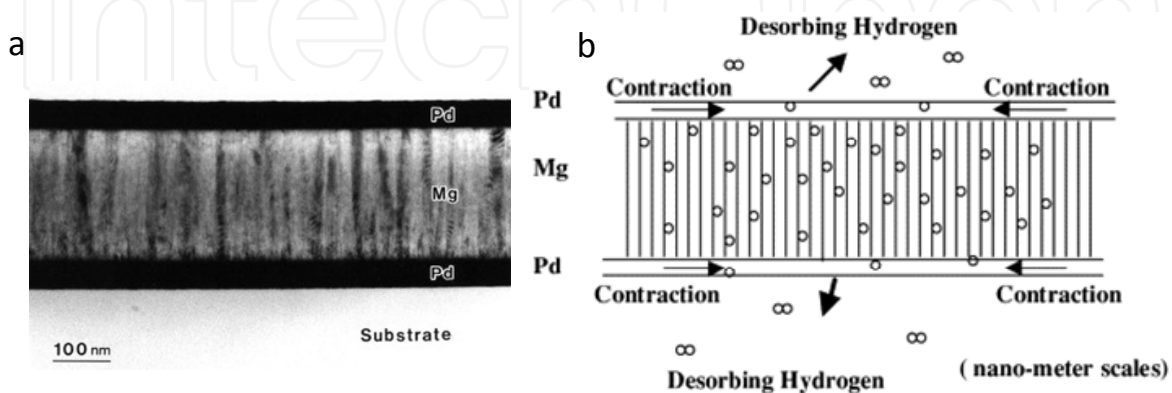 a
Pd
Mg
Pd
Substrate
100 nm
b
Desorbing Hydrogen
Contraction
Contraction
Pd
Mg
Pd
Contraction
Contraction
Desorbing Hydrogen
( nano-meter scales)